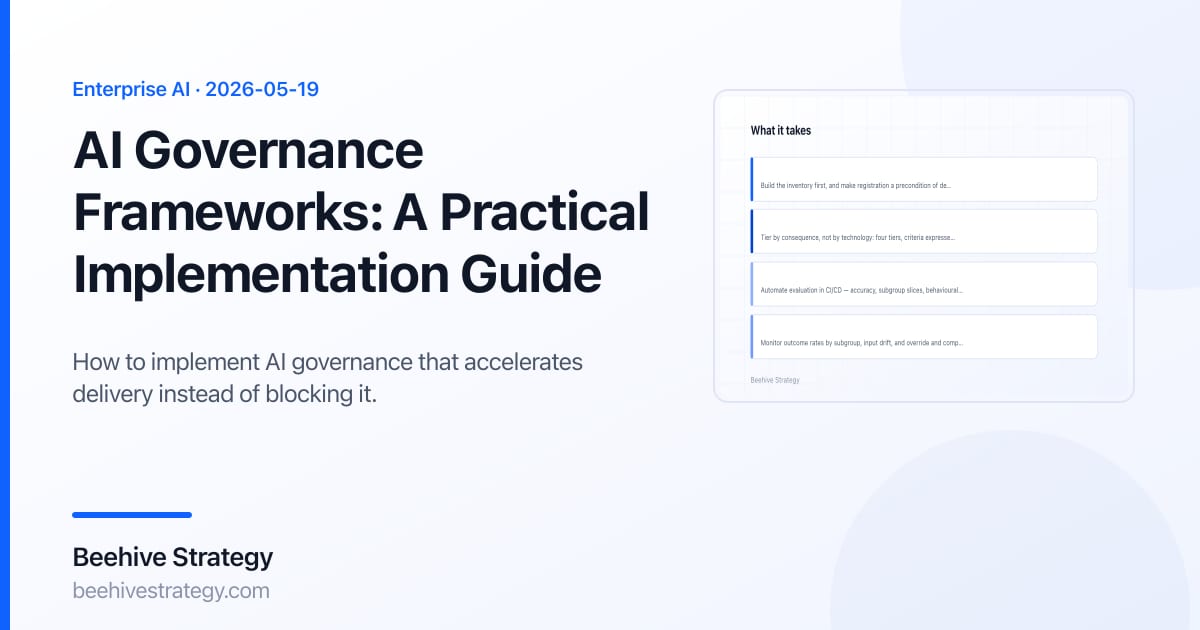 Enterprise AI · 2026-05-19
AI Governance
Frameworks: A Practical
Implementation Guide
How to implement AI governance that accelerates
delivery instead of blocking it.
Beehive Strategy
beehivestrategy.com
What it takes
Build the inventory first, and make registration a precondition of de...
Tier by consequence, not by technology: four tiers, criteria expresse...
Automate evaluation in CI/CD — accuracy, subgroup slices, behavioural...
Monitor outcome rates by subgroup, input drift, and override and comp...
Beehive Strategy